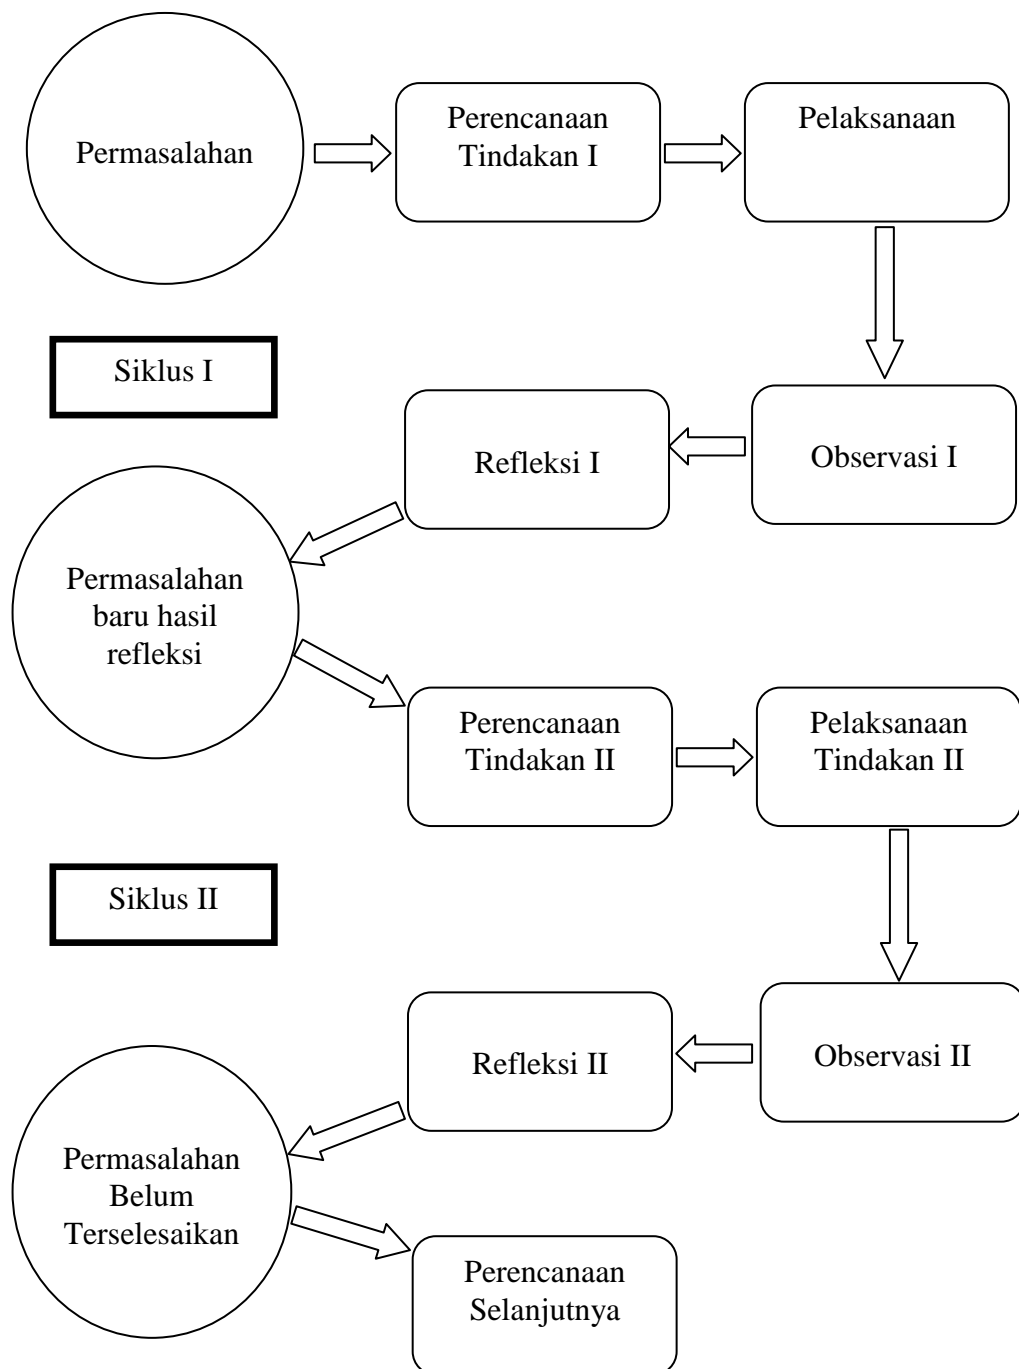 Permasalahan
Perencanaan
Tindakan I
Pelaksanaan
Siklus I
Refleksi I
Observasi I
Permasalahan
baru hasil
refleksi
Perencanaan
Tindakan II
Pelaksanaan
Tindakan II
Siklus II
Refleksi II
Observasi II
Permasalahan
Belum
Terselesaikan
Perencanaan
Selanjutnya